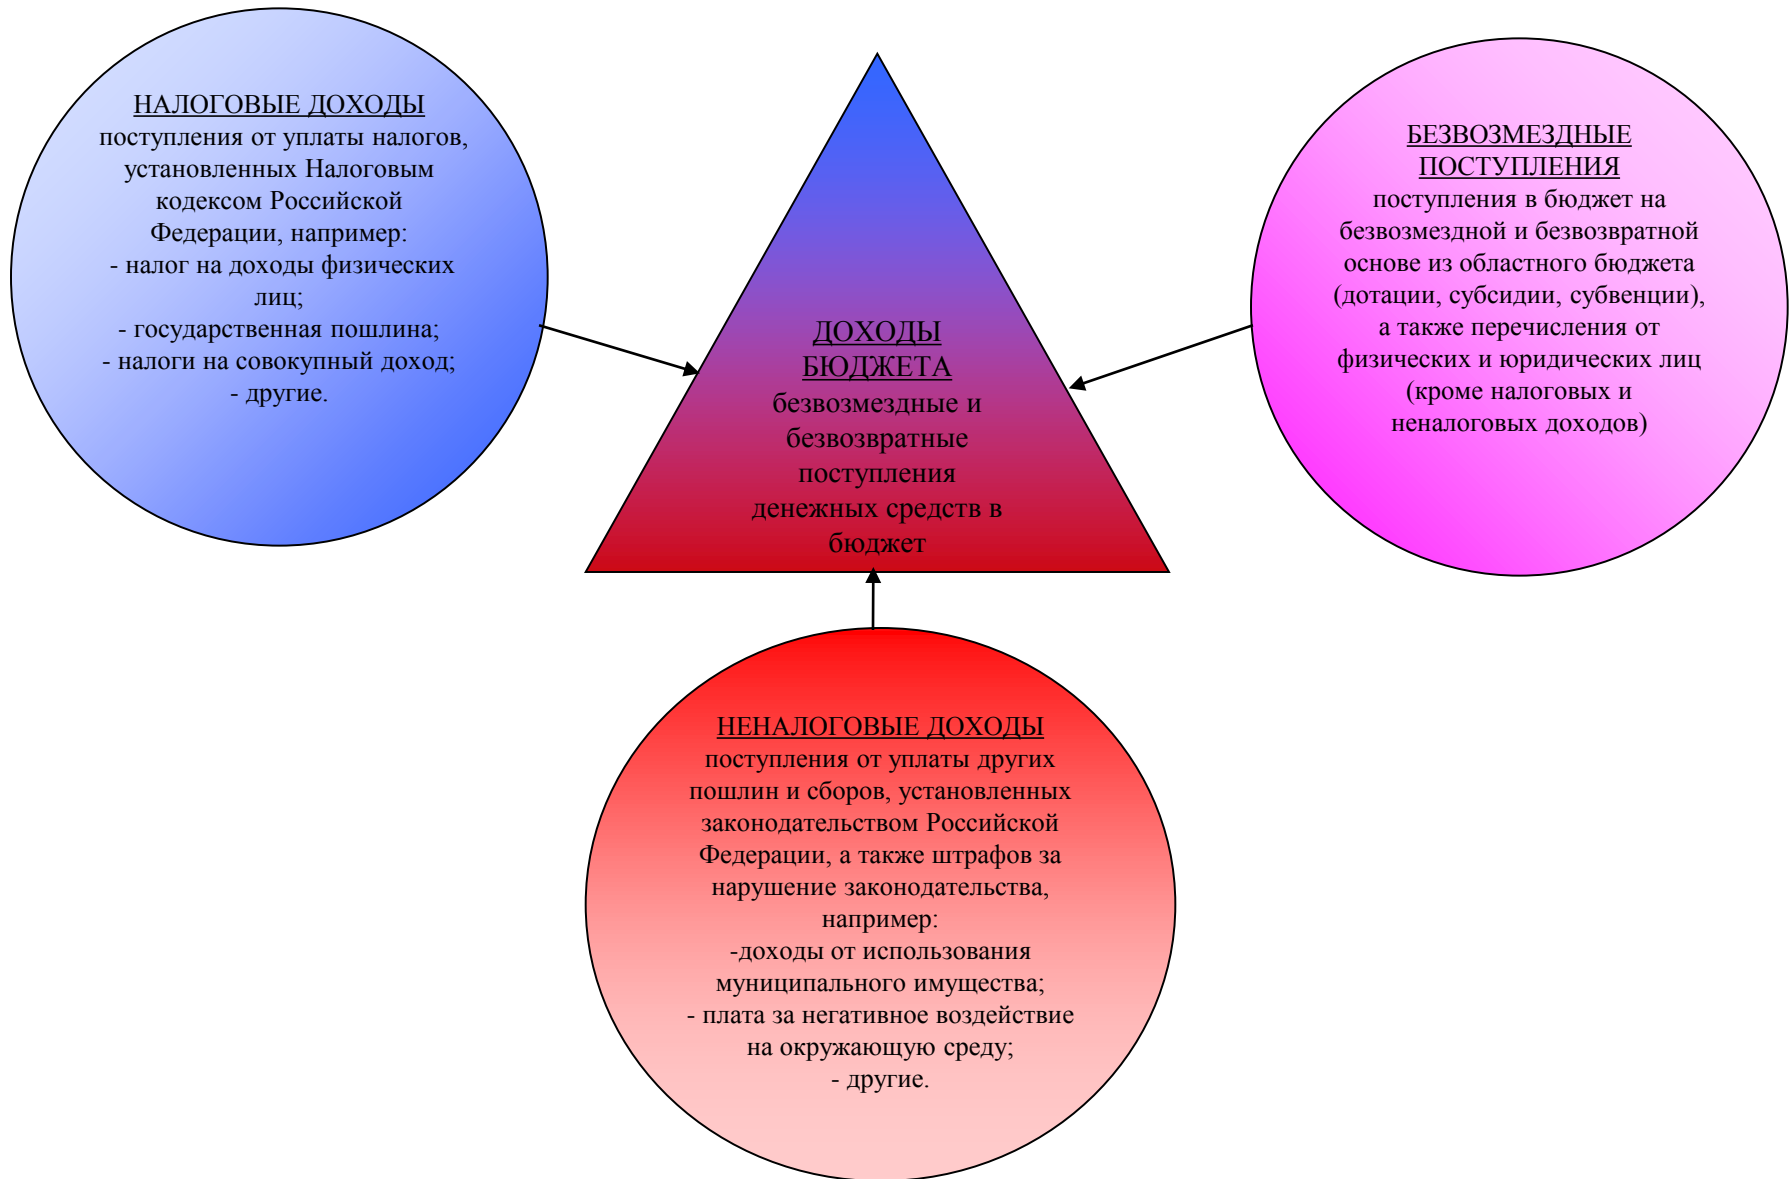 НАЛОГОВЫЕ ДОХОДЫ
поступления от уплаты налогов,
установленных Налоговым
кодексом Российской
Федерации, например:
- налог на доходы физических
лиц;
- государственная пошлина;
- налоги на совокупный доход;
- другие.
ДОХОДЫ
БЮДЖЕТА
безвозмездные и
безвозвратные
поступления
денежных средств в
бюджет
БЕЗВОЗМЕЗДНЫЕ
ПОСТУПЛЕНИЯ
поступления в бюджет на
безвозмездной и безвозвратной
основе из областного бюджета
(дотации, субсидии, субвенции),
а также перечисления от
физических и юридических лиц
(кроме налоговых и
неналоговых доходов)
НЕНАЛОГОВЫЕ ДОХОДЫ
поступления от уплаты других
пошлин и сборов, установленных
законодательством Российской
Федерации, а также штрафов за
нарушение законодательства,
например:
-доходы от использования
муниципального имущества;
- плата за негативное воздействие
на окружающую среду;
- другие.